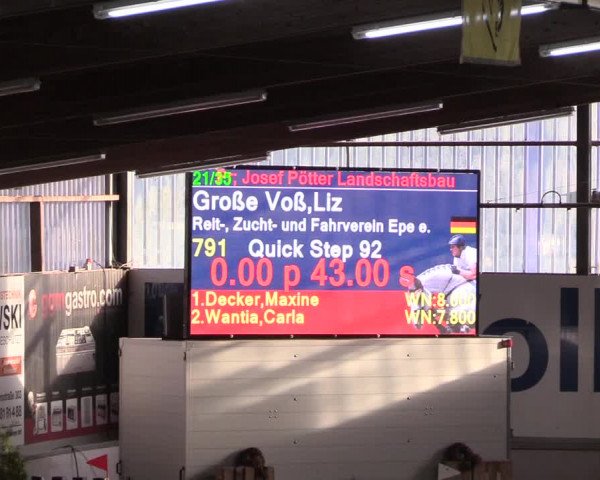 21/35; Josef Pötter Landschaftsbau
Große Voß,Liz
Reit-, Zucht- und Fahrverein Epe e.
791 Quick Step 92
0.00 p 43.00 s
1.Decker,Maxine WN:8.000
2.Wantia,Carla WN:7.800
gastro.com
WSKI